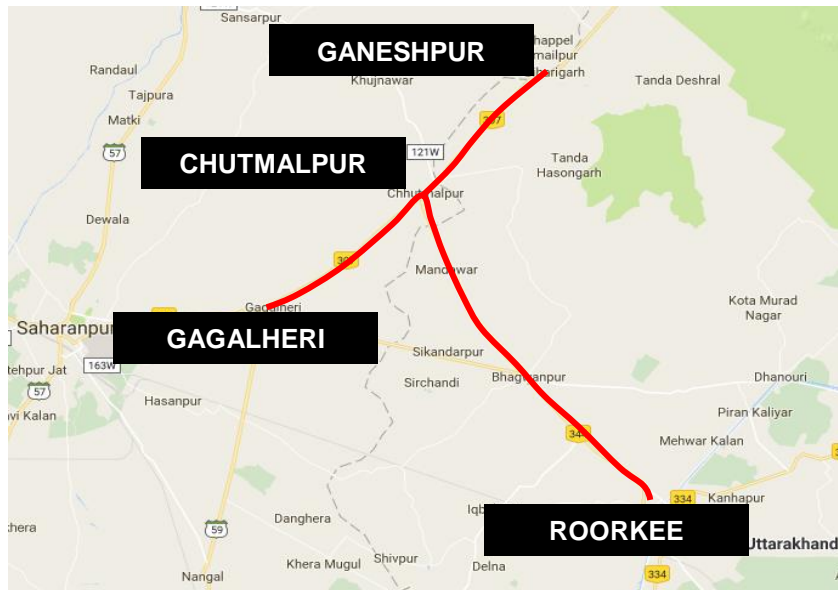 Sansarpur
GANESHPUR
Randaul
Khujnawar
Tanda Deshral
Tajpura
Matki
57
121W
CHUTMALPUR
Tanda
Hasongarh
Dewala
Mandawar
Kota Murad
Nagar
Saharanpur
GAGALHERI
163W
Sikandarpur
Bhagwanpur
Dhanouri
57
Sirchandi
Hasanpur
Piran Kaliyar
Mehwar Kalan
334
Kanhapur
ROORKEE
Danghera
59
Uttarakhand
Khera Mugul
Shivpur
Delna
Nangal
334